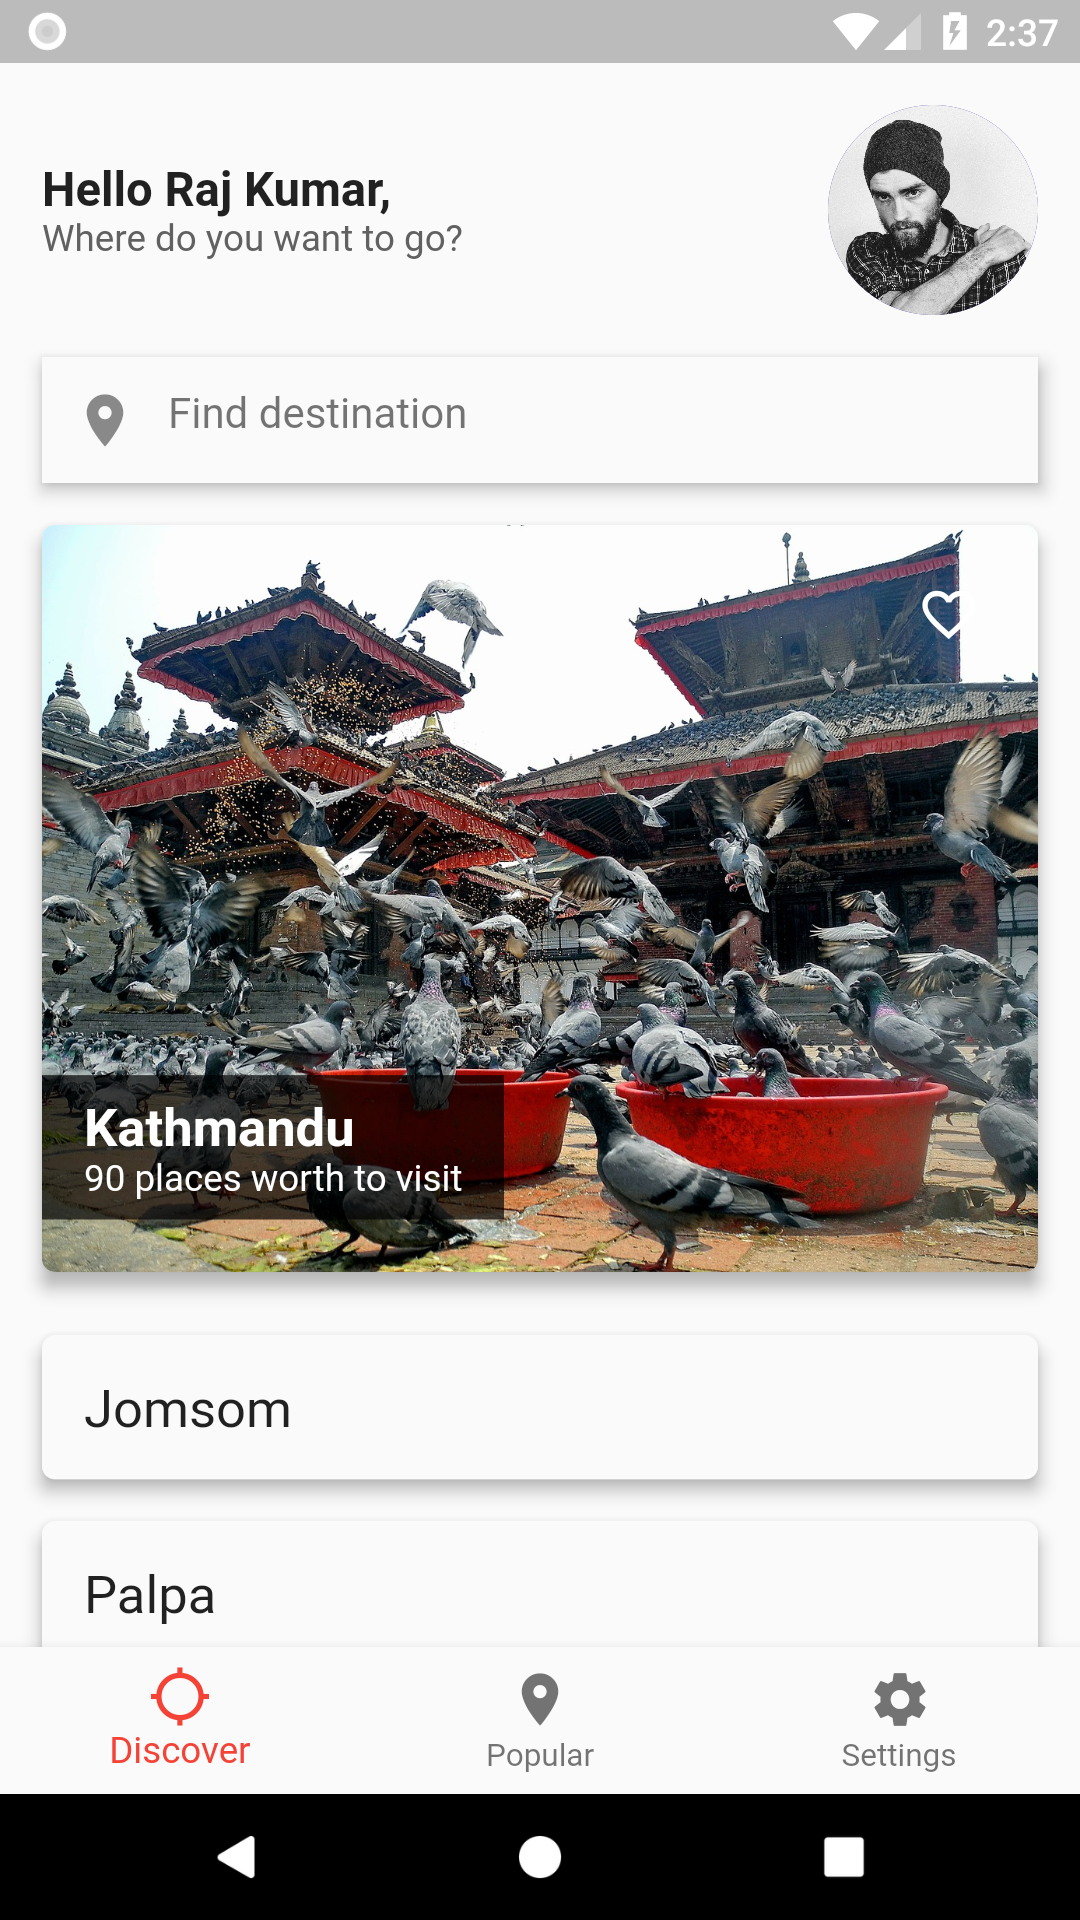 2:37
Hello Raj Kumar,
Where do you want to go?
Find destination
Kathmandu
90 places worth to visit
Jomsom
Palpa
Discover
Popular
Settings